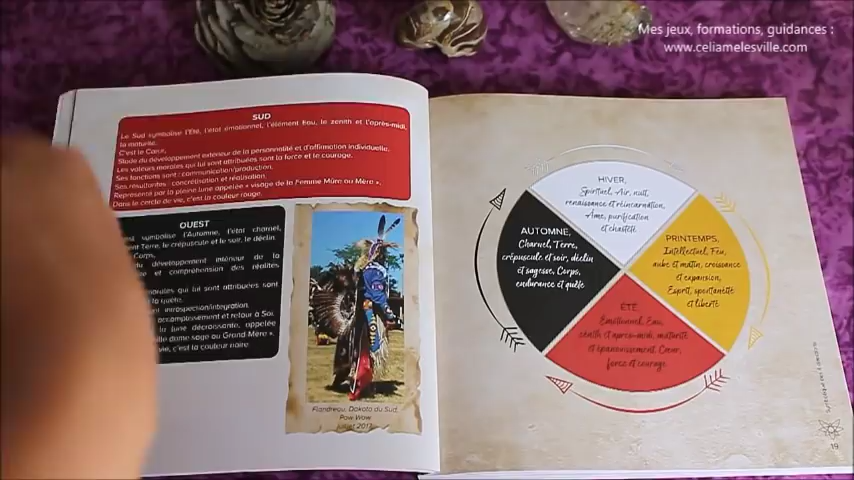 Mes jeux, formations, guidances :
www.celiamelesville.com
SUD
Le Sud symbolise l'Été, l'état émotionnel, l'élément Eau, le zénith et l'après-midi,
la maturité.
C'est le Cœur.
Stade du développement extérieur de la personnalité et d'affirmation individuelle.
Les valeurs morales qui lui sont attribuées sont la force et le courage.
Ses fonctions sont : communication/production.
Ses résultantes : concrétisation et réalisation.
Représenté par la pleine lune appelée « visage de la Femme Mûre ou Mère ».
Dans le cercle de vie, c'est la couleur rouge.
OUEST
symbolise l'Automne, l'état charnel,
Terre, le crépuscule et le soir, le déclin.
Corps.
développement intérieur de la
et compréhension des réalités
morales qui lui sont attribuées
la quête.
introspection/intégration.
accomplissement et retour à Soi.
la lune décroissante, appelée
dame sage ou Grand-Mère ».
vie, c'est la couleur noire.
Flandreau, Dakota du Sud,
Pow Wow
juillet 2017
HIVER,
Spirituel, Air, nuit,
renaissance et réincarnation,
Âme, purification
et chasteté
AUTOMNE,
Charnel, Terre,
crépuscule et soir, déclin
et sagesse, Corps,
endurance et quête
PRINTEMPS,
Intellectuel, Feu,
aube et matin, croissance
et expansion,
Esprit, spontanéité
et liberté
ÉTÉ,
Émotionnel, Eau,
zénith et après-midi, maturité
et épanouissement, Cœur,
force et courage
19